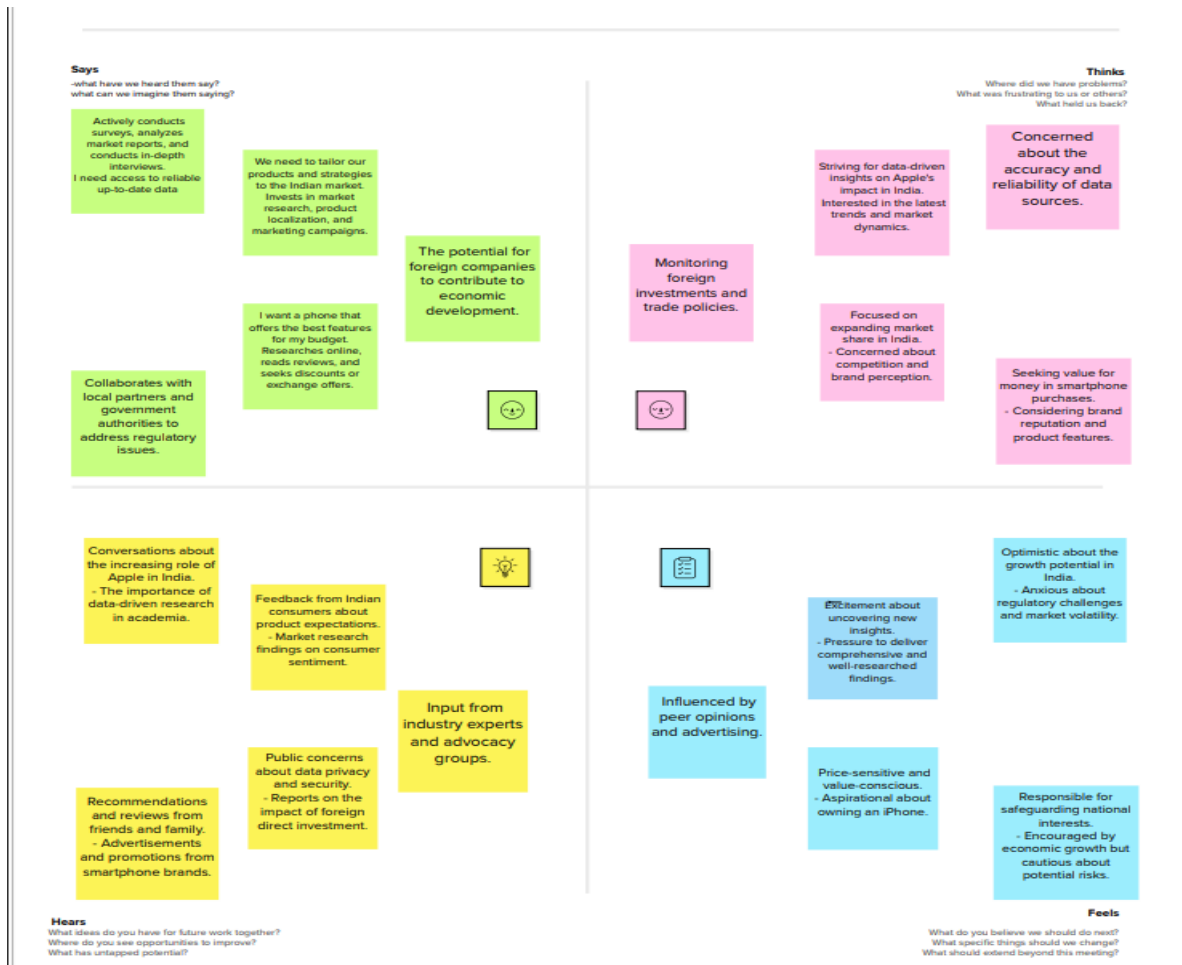 Says
-what have we heard them say?
what can we imagine them saying?
Actively conducts
surveys, analyzes
market reports, and
conducts in-depth
interviews.
I need access to reliable
up-to-date data
We need to tailor our
products and strategies
to the Indian market.
Invests in market
research, product
localization, and
marketing campaigns.
The potential for
foreign companies
to contribute to
economic
development.
I want a phone that
offers the best features
for my budget.
Researches online,
reads reviews, and
seeks discounts or
exchange offers.
Collaborates with
local partners and
government
authorities to
address regulatory
issues.
Thinks
Where did we have problems?
What was frustrating to us or others?
What held us back?
Concerned
about the
accuracy and
reliability of data
sources.
Striving for data-driven
insights on Apple's
impact in India.
Interested in the latest
trends and market
dynamics.
Monitoring
foreign
investments and
trade policies.
Focused on
expanding market
share in India.
- Concerned about
competition and
brand perception.
Seeking value for
money in smartphone
purchases.
- Considering brand
reputation and
product features.
Conversations about
the increasing role of
Apple in India.
- The importance of
data-driven research
in academia.
Feedback from Indian
consumers about
product expectations.
- Market research
findings on consumer
sentiment.
Input from
industry experts
and advocacy
groups.
Public concerns
about data privacy
and security.
- Reports on the
impact of foreign
direct investment.
Recommendations
and reviews from
friends and family.
- Advertisements
and promotions from
smartphone brands.
Hears
What ideas do you have for future work together?
Where do you see opportunities to improve?
What has untapped potential?
Optimistic about the
growth potential in
India.
- Anxious about
regulatory challenges
and market volatility.
Excitement about
uncovering new
insights.
- Pressure to deliver
comprehensive and
well-researched
findings.
Influenced by
peer opinions
and advertising.
Price-sensitive and
value-conscious.
- Aspirational about
owning an iPhone.
Responsible for
safeguarding national
interests.
- Encouraged by
economic growth but
cautious about
potential risks.
Feels
What do you believe we should do next?
What specific things should we change?
What should extend beyond this meeting?